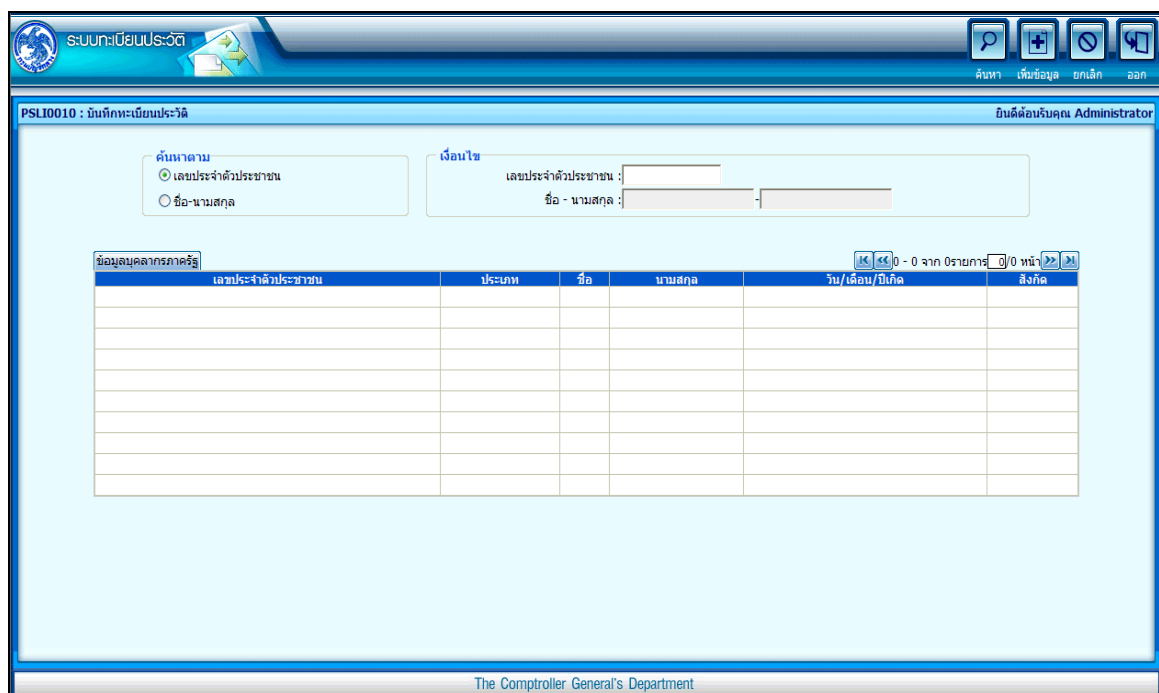 ระบบทะเบียนประวัติ
ค้นหา เพิ่มข้อมูล ยกเลิก ออก
PSLI0010 : บันทึกทะเบียนประวัติ ยินดีต้อนรับคุณ Administrator
ค้นหาตาม เงื่อนไข
เลขประจำตัวประชาชน เลขประจำตัวประชาชน :
ชื่อ-นามสกุล ชื่อ - นามสกุล : -
ข้อมูลบุคลากรภาครัฐ 0 - 0 จาก 0รายการ 0/0 หน้า
เลขประจำตัวประชาชน ประเภท ชื่อ นามสกุล วัน/เดือน/ปีเกิด สังกัด
The Comptroller General's Department